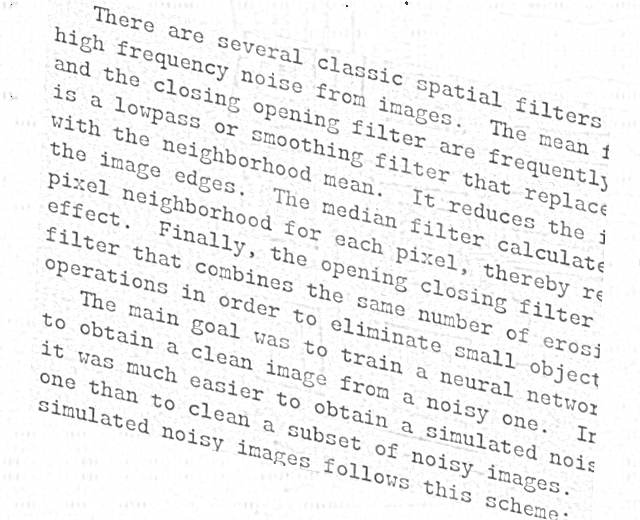 There are several classic spatial filters
high frequency noise from images. The mean f
and the closing opening filter are frequently
is a lowpass or smoothing filter that replace
with the neighborhood mean. It reduces the i
the image edges. The median filter calculate
pixel neighborhood for each pixel, thereby re
effect. Finally, the opening closing filter
filter that combines the same number of erosi
operations in order to eliminate small object
The main goal was to train a neural networ
to obtain a clean image from a noisy one. In
it was much easier to obtain a simulated nois
one than to clean a subset of noisy images.
simulated noisy images follows this scheme: